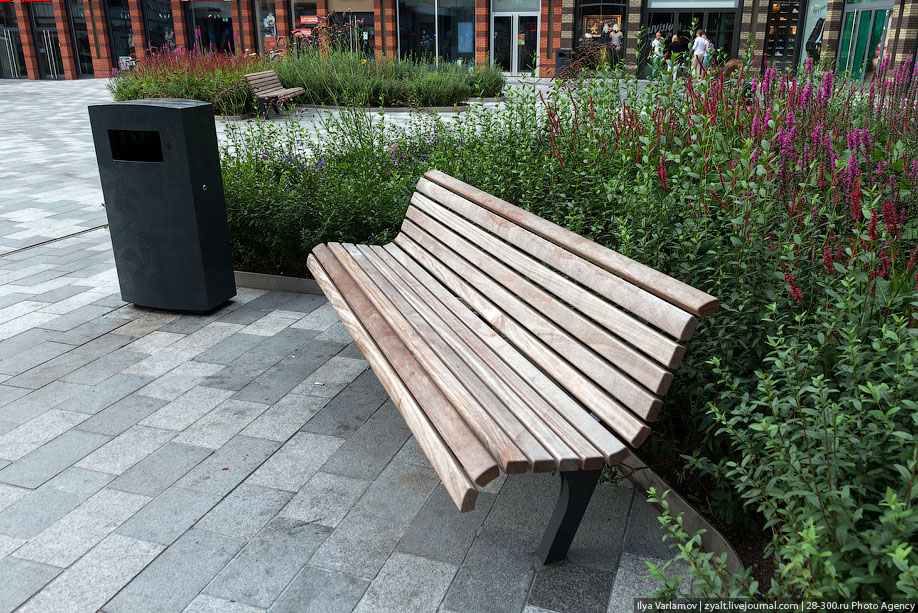 Ilya Varlamov | zyalt.livejournal.com | 28-300.ru Photo Agency